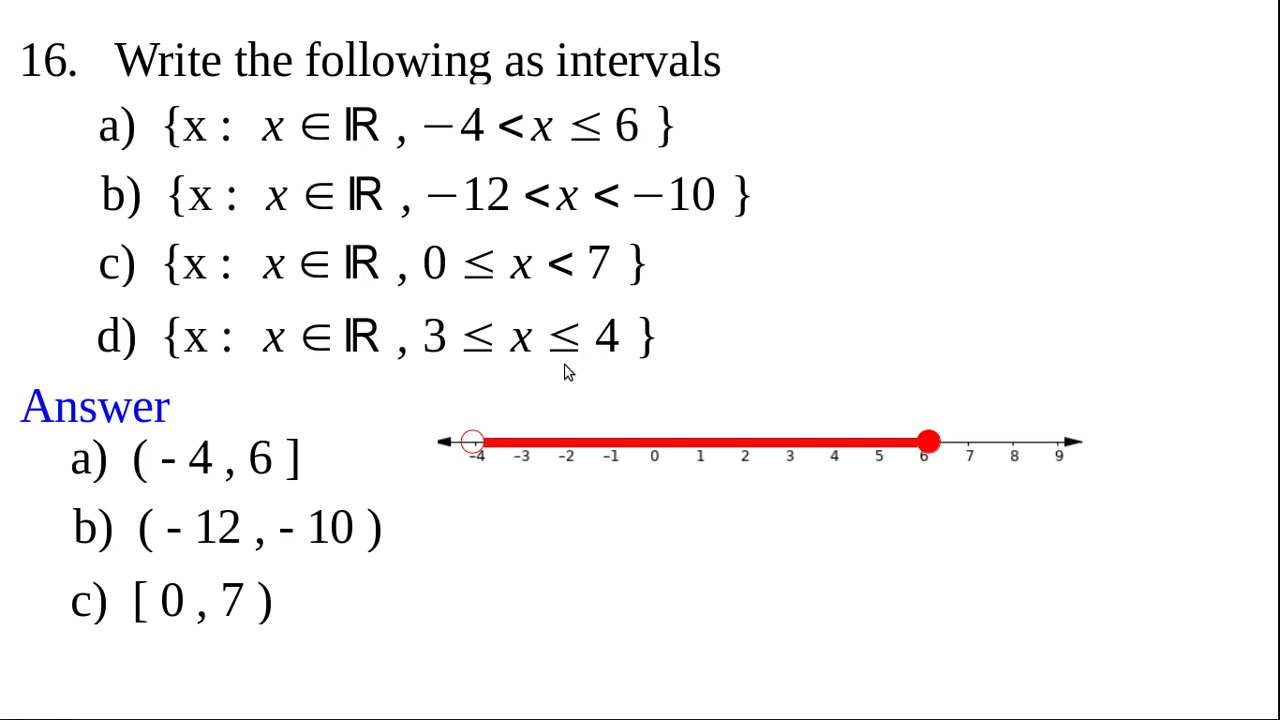 16. Write the following as intervals
a) {x : x ∈ ℝ , −4 < x ≤ 6 }
b) {x : x ∈ ℝ , −12 < x < −10 }
c) {x : x ∈ ℝ , 0 ≤ x < 7 }
d) {x : x ∈ ℝ , 3 ≤ x ≤ 4 }
Answer
a) ( - 4 , 6 ]
-4 -3 -2 -1 0 1 2 3 4 5 6 7 8 9
b) ( - 12 , - 10 )
c) [ 0 , 7 )